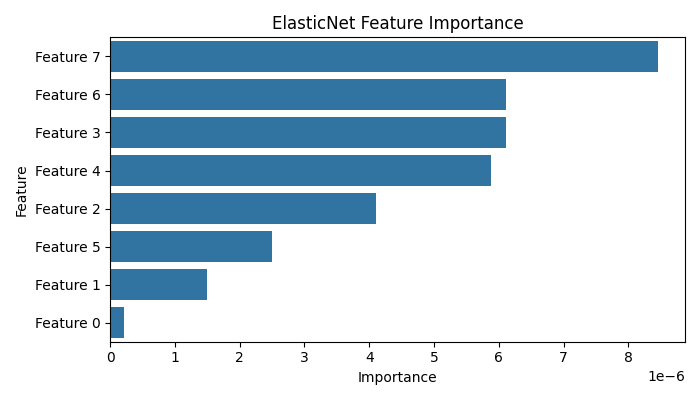 ElasticNet Feature Importance
Feature
Feature 7
Feature 6
Feature 3
Feature 4
Feature 2
Feature 5
Feature 1
Feature 0
0 1 2 3 4 5 6 7 8
1e−6
Importance